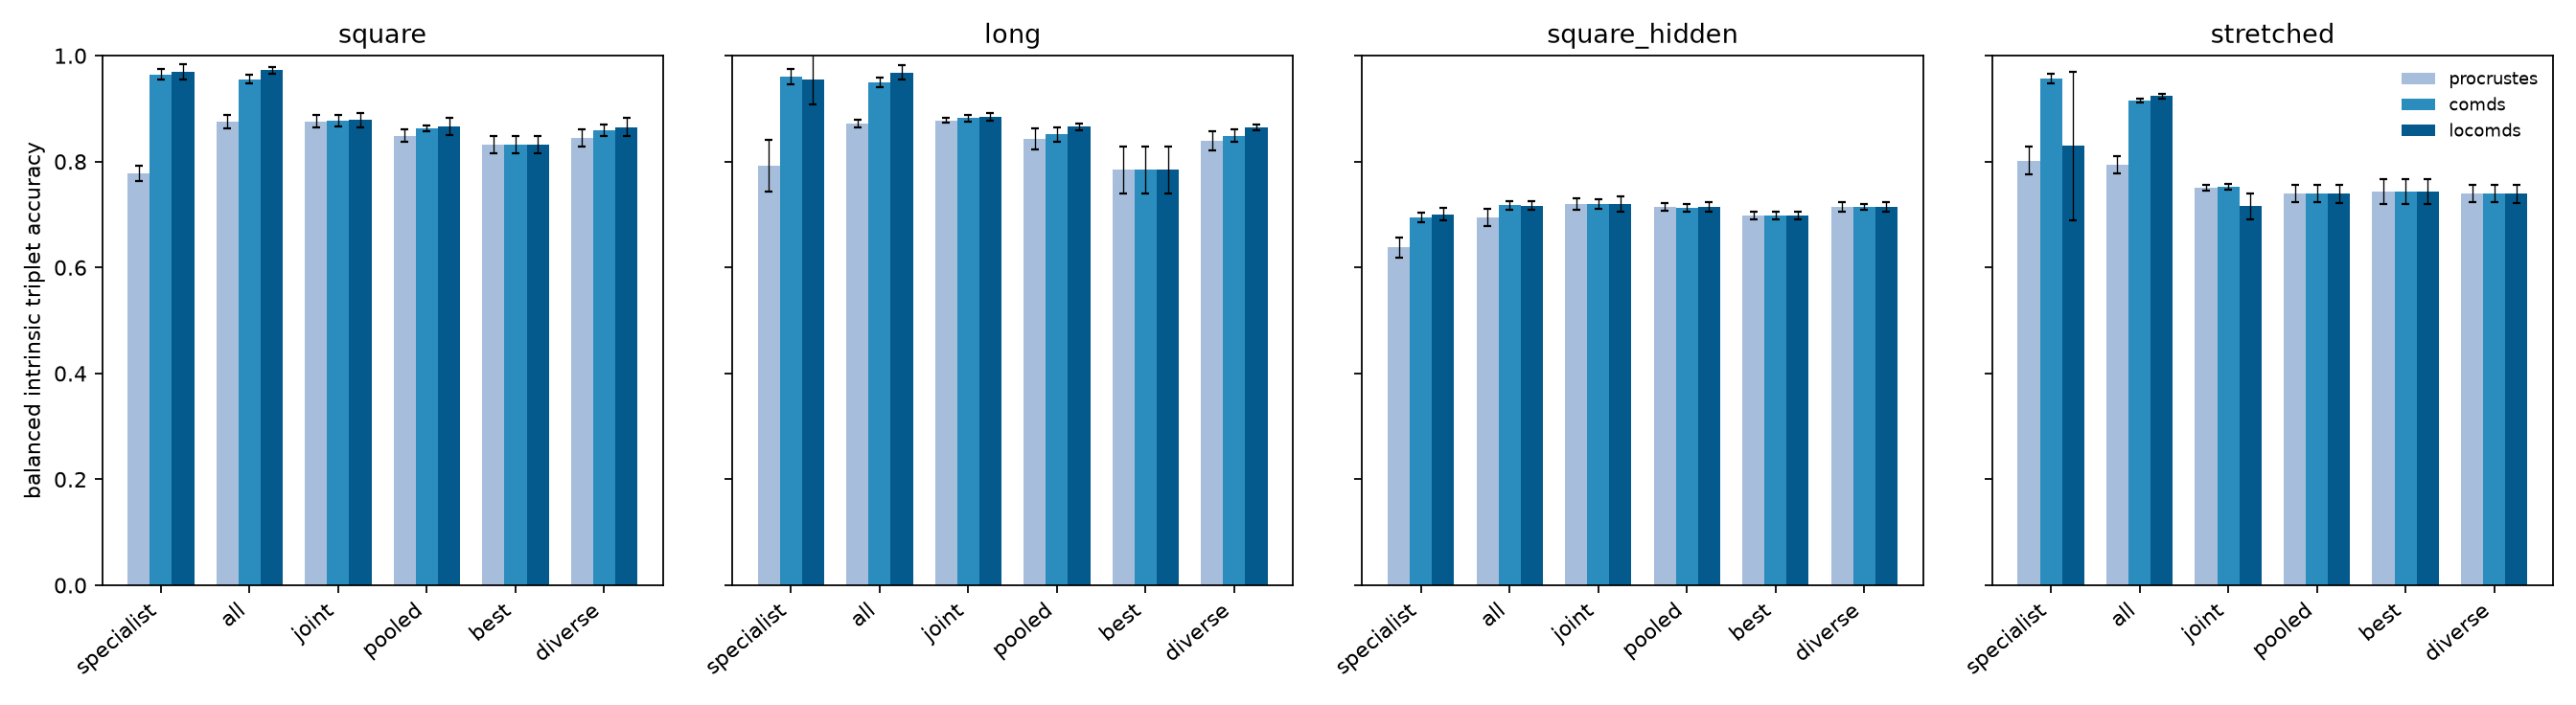 square
long
square_hidden
stretched
balanced intrinsic triplet accuracy
1.0
0.8
0.6
0.4
0.2
0.0
procrustes
comds
locomds
specialist
all
joint
pooled
best
diverse
specialist
all
joint
pooled
best
diverse
specialist
all
joint
pooled
best
diverse
specialist
all
joint
pooled
best
diverse